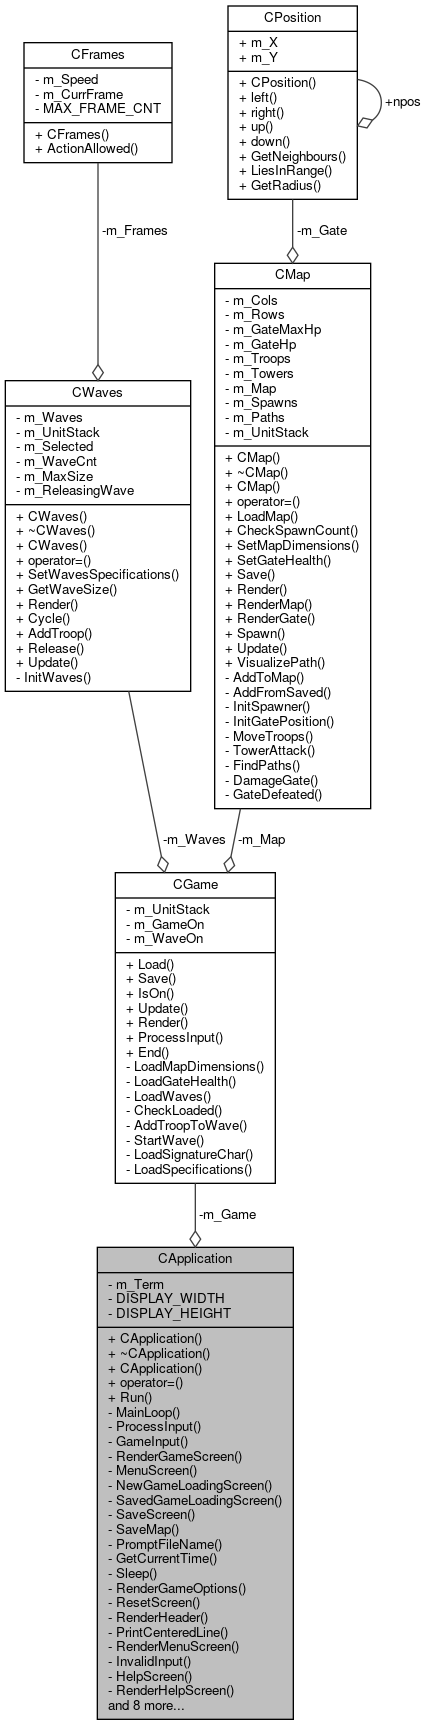 CPosition
+ m_X
+ m_Y
+ CPosition()
+ left()
+ right()
+ up()
+ down()
+ GetNeighbours()
+ LiesInRange()
+ GetRadius()
+npos
CFrames
- m_Speed
- m_CurrFrame
- MAX_FRAME_CNT
+ CFrames()
+ ActionAllowed()
-m_Frames
-m_Gate
CMap
- m_Cols
- m_Rows
- m_GateMaxHp
- m_GateHp
- m_Troops
- m_Towers
- m_Map
- m_Spawns
- m_Paths
- m_UnitStack
+ CMap()
+ ~CMap()
+ CMap()
+ operator=()
+ LoadMap()
+ CheckSpawnCount()
+ SetMapDimensions()
+ SetGateHealth()
+ Save()
+ Render()
+ RenderMap()
+ RenderGate()
+ Spawn()
+ Update()
+ VisualizePath()
- AddToMap()
- AddFromSaved()
- InitSpawner()
- InitGatePosition()
- MoveTroops()
- TowerAttack()
- FindPaths()
- DamageGate()
- GateDefeated()
CWaves
- m_Waves
- m_UnitStack
- m_Selected
- m_WaveCnt
- m_MaxSize
- m_ReleasingWave
+ CWaves()
+ ~CWaves()
+ CWaves()
+ operator=()
+ SetWavesSpecifications()
+ GetWaveSize()
+ Render()
+ Cycle()
+ AddTroop()
+ Release()
+ Update()
- InitWaves()
-m_Waves
-m_Map
CGame
- m_UnitStack
- m_GameOn
- m_WaveOn
+ Load()
+ Save()
+ IsOn()
+ Update()
+ Render()
+ ProcessInput()
+ End()
- LoadMapDimensions()
- LoadGateHealth()
- LoadWaves()
- CheckLoaded()
- AddTroopToWave()
- StartWave()
- LoadSignatureChar()
- LoadSpecifications()
-m_Game
CApplication
- m_Term
- DISPLAY_WIDTH
- DISPLAY_HEIGHT
+ CApplication()
+ ~CApplication()
+ CApplication()
+ operator=()
+ Run()
- MainLoop()
- ProcessInput()
- GameInput()
- RenderGameScreen()
- MenuScreen()
- NewGameLoadingScreen()
- SavedGameLoadingScreen()
- SaveScreen()
- SaveMap()
- PromptFileName()
- GetCurrentTime()
- Sleep()
- RenderGameOptions()
- ResetScreen()
- RenderHeader()
- PrintCenteredLine()
- RenderMenuScreen()
- InvalidInput()
- HelpScreen()
- RenderHelpScreen()
and 8 more...